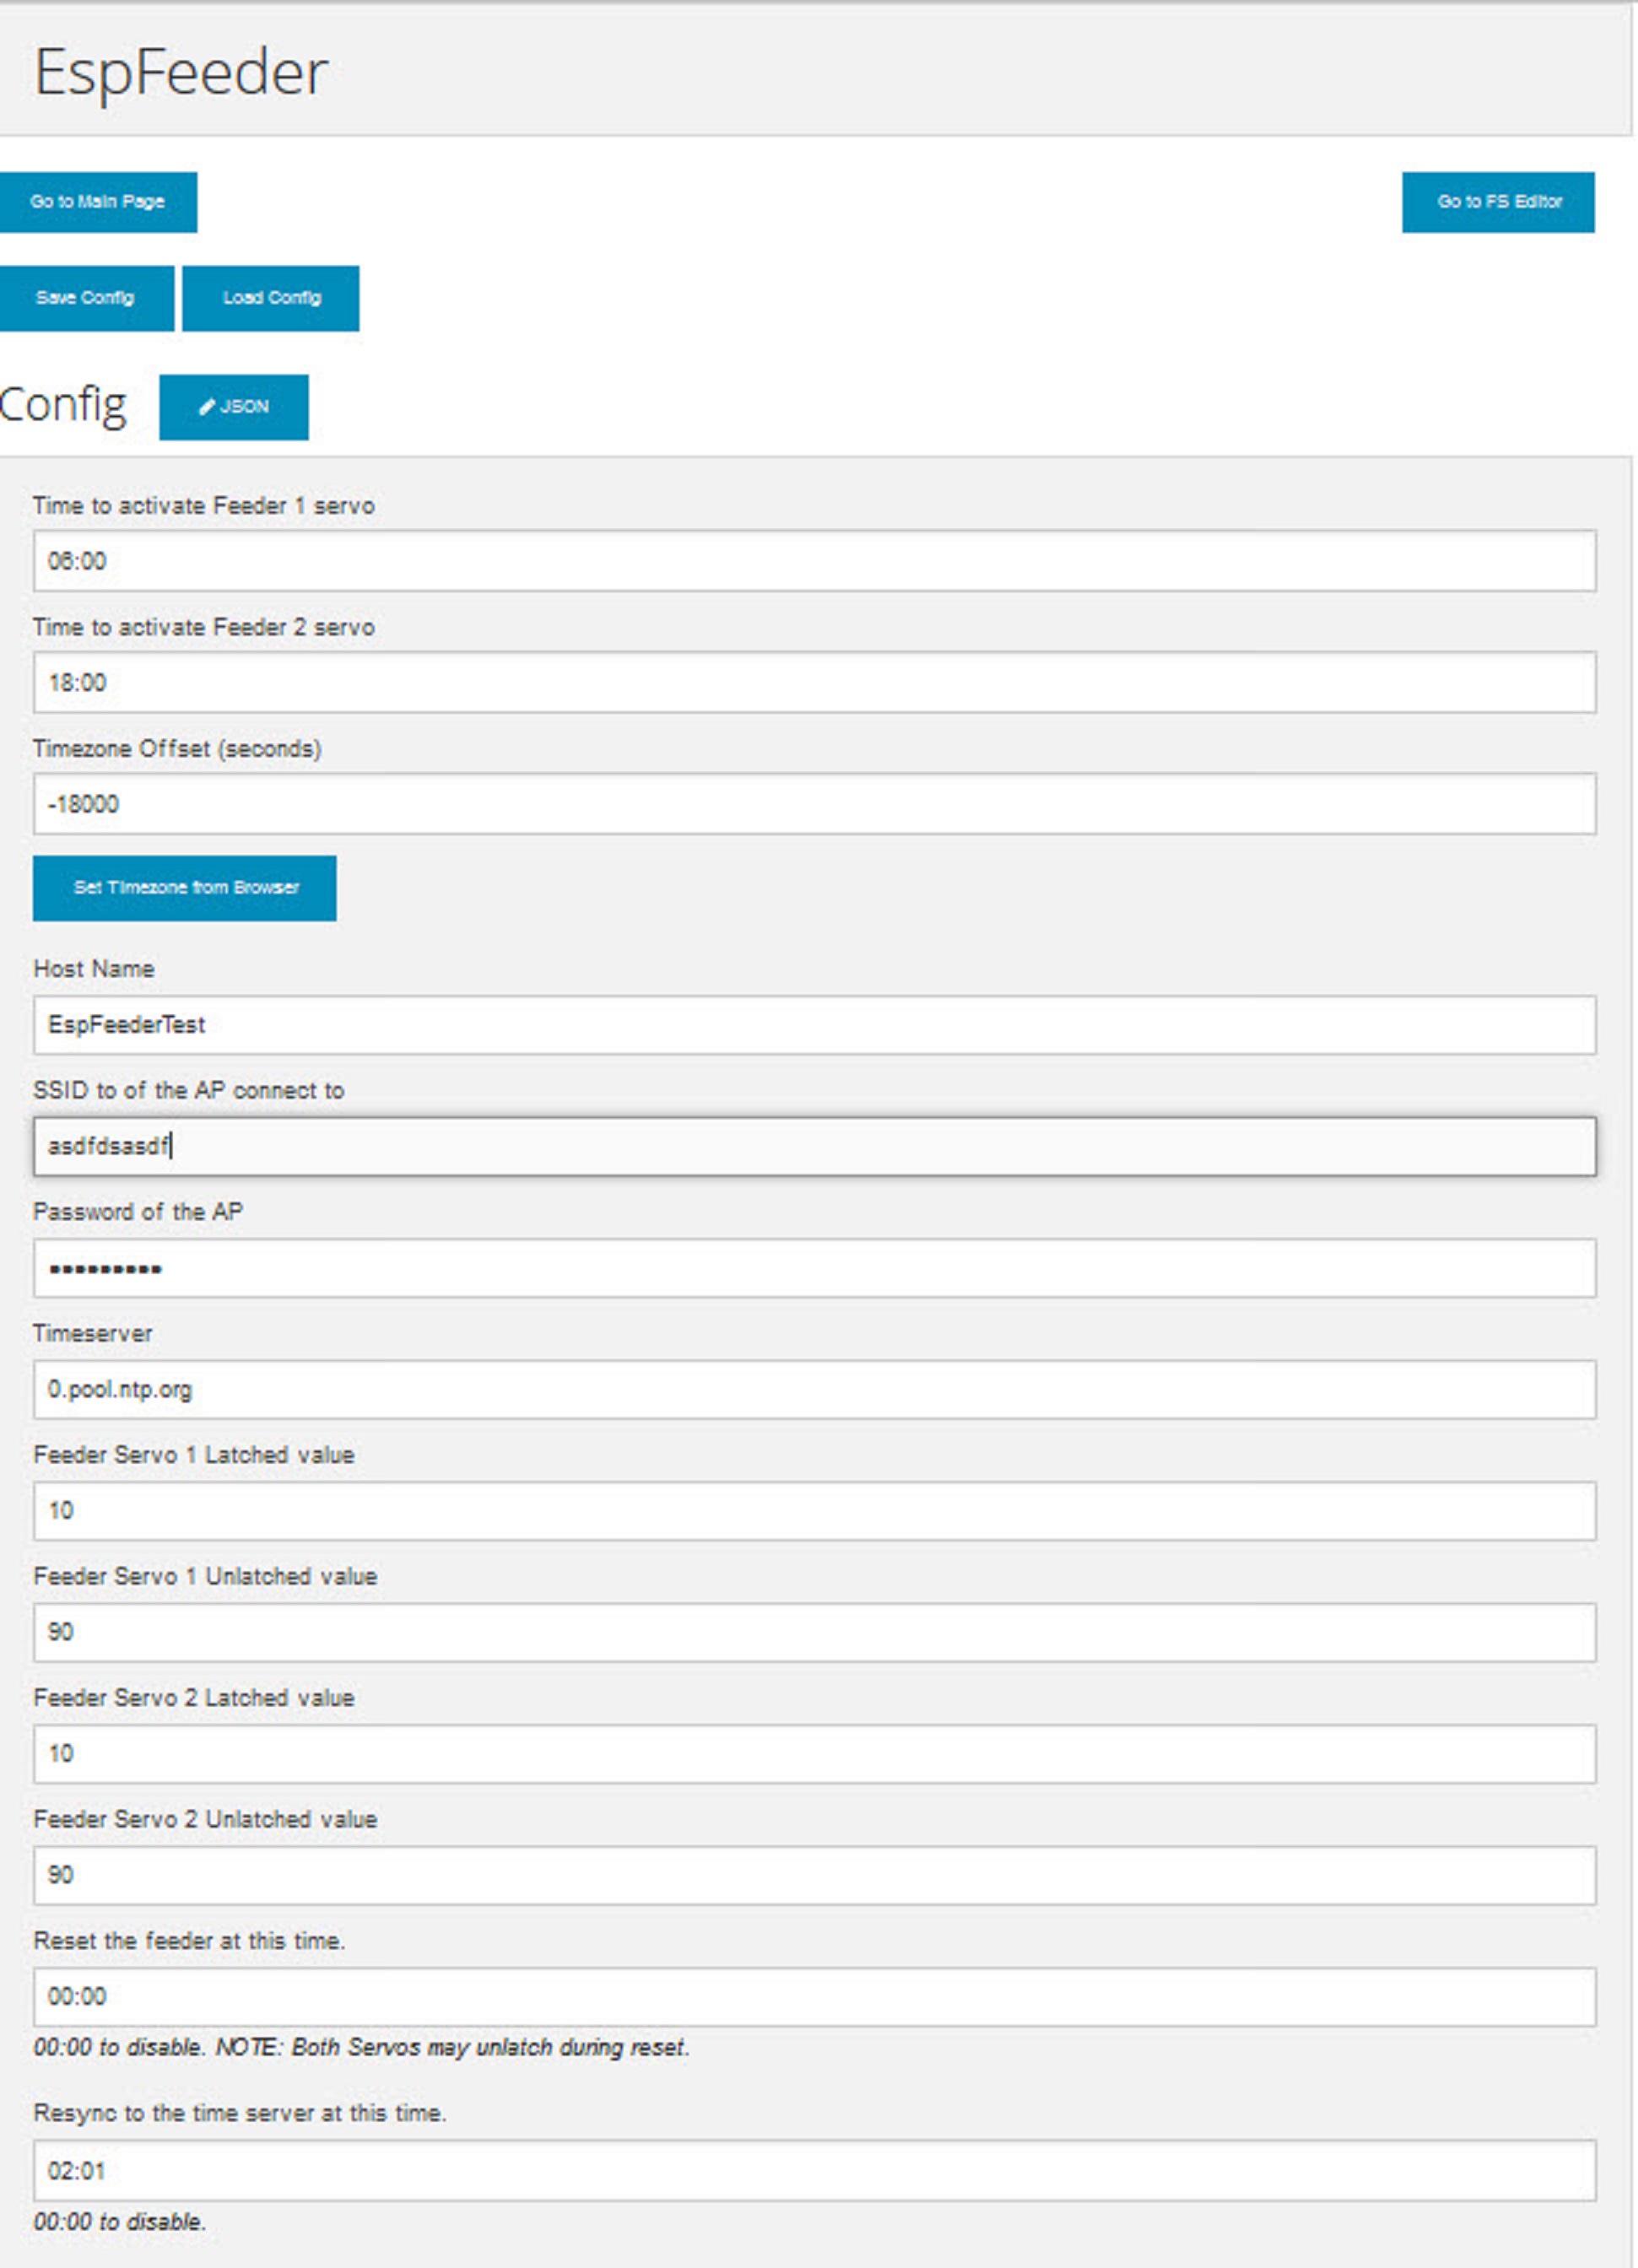 EspFeeder
Go to Main Page
Go to FS Editor
Save Config
Load Config
Config
JSON
Time to activate Feeder 1 servo
06:00
Time to activate Feeder 2 servo
18:00
Timezone Offset (seconds)
-18000
Set Timezone from Browser
Host Name
EspFeederTest
SSID to of the AP connect to
asdfdsasdf
Password of the AP
•••••••••
Timeserver
0.pool.ntp.org
Feeder Servo 1 Latched value
10
Feeder Servo 1 Unlatched value
90
Feeder Servo 2 Latched value
10
Feeder Servo 2 Unlatched value
90
Reset the feeder at this time.
00:00
00:00 to disable. NOTE: Both Servos may unlatch during reset.
Resync to the time server at this time.
02:01
00:00 to disable.